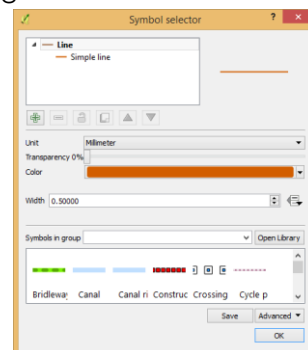 Symbol selector ? ×
Line
Simple line
Unit Millimeter
Transparency 0%
Color
Width 0.50000
Symbols in group Open Library
Bridleway Canal Canal ri Construc Crossing Cycle p
Save Advanced
OK